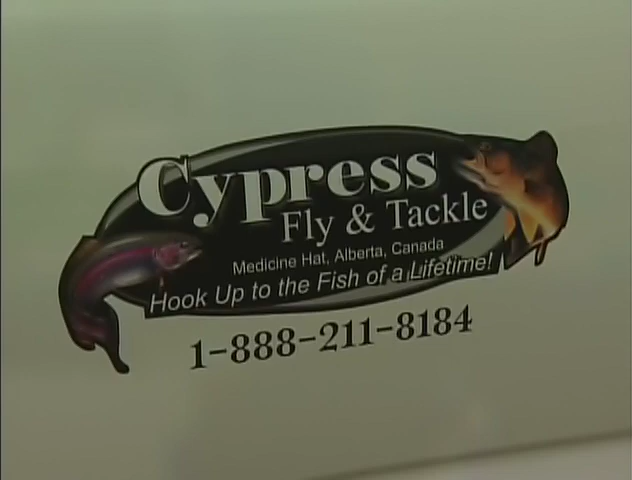 Cypress
Fly & Tackle
Medicine Hat, Alberta, Canada
Hook Up to the Fish of a Lifetime!
1-888-211-8184